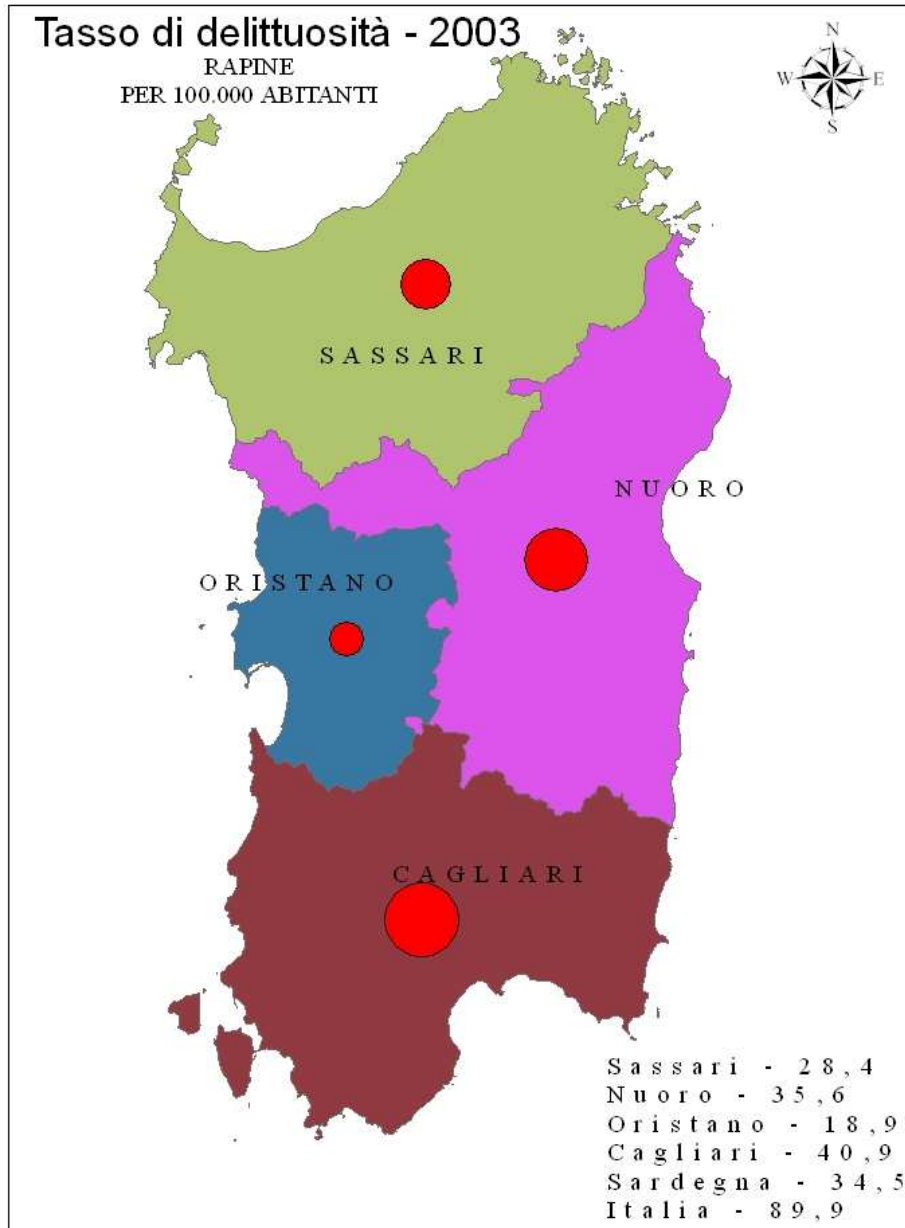 Tasso di delittuosità - 2003
RAPINE
PER 100.000 ABITANTI
N
W E
S
SASSARI
NUORO
ORISTANO
CAGLIARI
Sassari - 28,4
Nuoro - 35,6
Oristano - 18,9
Cagliari - 40,9
Sardegna - 34,5
Italia - 89,9